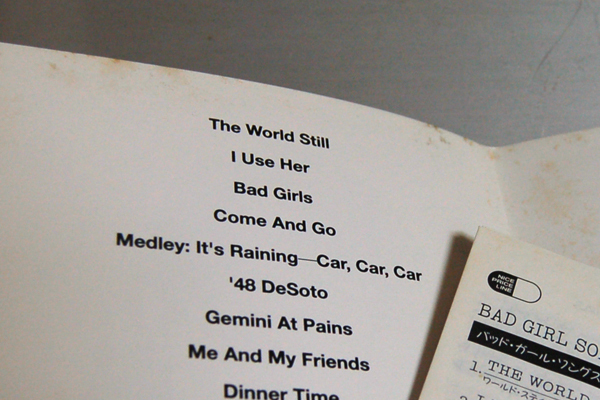 The World Still
I Use Her
Bad Girls
Come And Go
Medley: It's Raining—Car, Car, Car
'48 DeSoto
Gemini At Pains
Me And My Friends
Dinner Time
NICE
PRICE
LINE
BAD GIRL SO
バッド・ガール・ソングス
1. THE WORLD
ワールド・ステ
2. I